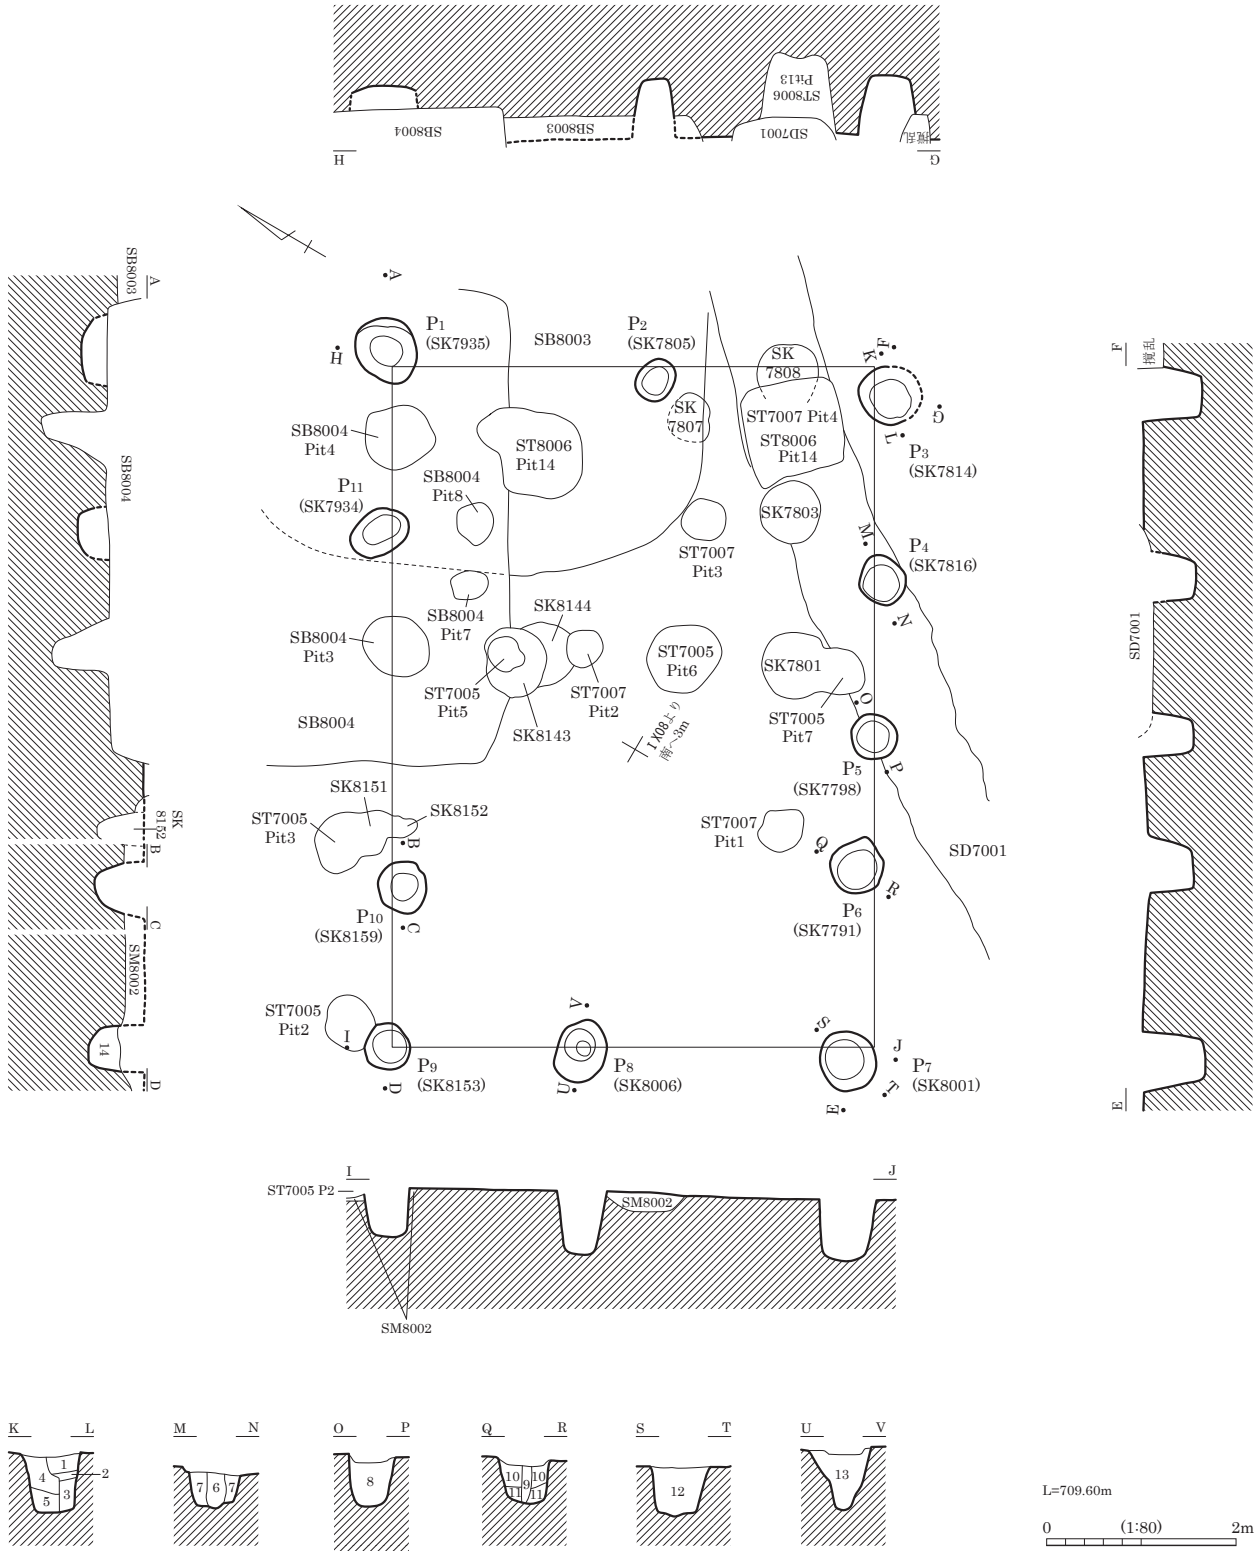 SB8004
SB8003
SD7001
ST8006
Pit13
撹乱
H
G
SB8003
A
SB8004
SK
8152
B
C
SM8002
14
D
A
H
P1
(SK7935)
SB8003
P2
(SK7805)
SK
7808
K
F
G
L
P3
(SK7814)
SB8004
Pit4
ST8006
Pit14
SK
7807
ST7007 Pit4
ST8006
Pit14
SB8004
Pit8
P11
(SK7934)
SK7803
M
P4
(SK7816)
N
ST7007
Pit3
SB8004
Pit7
SK8144
SB8004
Pit3
ST7005
Pit5
SK8143
ST7007
Pit2
ST7005
Pit6
SK7801
ST7005
Pit7
O
P
P5
(SK7798)
SB8004
I X08より
南へ3m
SK8151
SK8152
ST7005
Pit3
B
P10
(SK8159)
C
ST7007
Pit1
Q
R
P6
(SK7791)
SD7001
ST7005
Pit2
I
P9
(SK8153)
D
V
P8
(SK8006)
U
S
J
P7
(SK8001)
T
E
F
撹乱
SD7001
E
I
J
ST7005 P2
SM8002
SM8002
K
L
1
2
4
3
5
M
N
7
6
7
O
P
8
Q
R
10
9
10
11
11
S
T
12
U
V
13
L=709.60m
0
(1:80)
2m